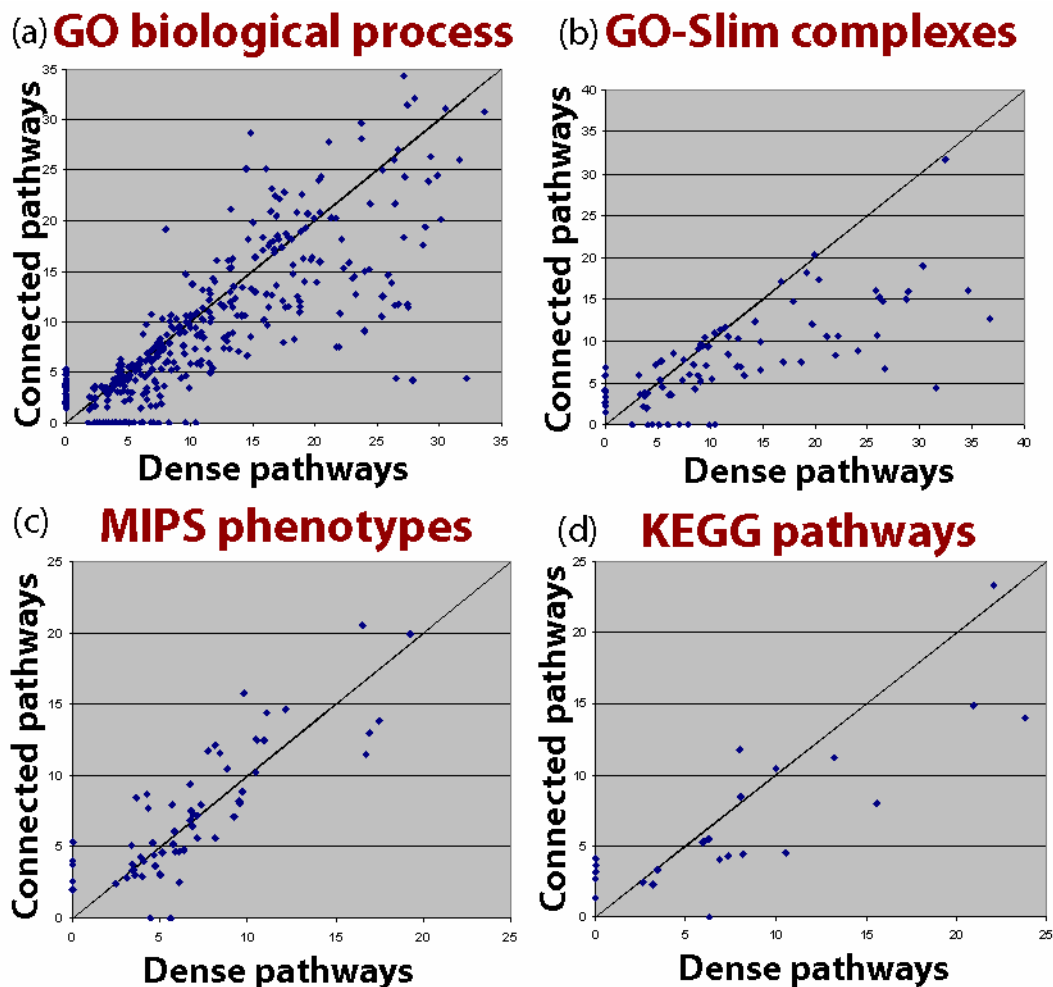 (a) GO biological process
35
30
25
20
15
10
5
0
0 5 10 15 20 25 30 35
Connected pathways
Dense pathways
(b) GO-Slim complexes
40
35
30
25
20
15
10
5
0
0 5 10 15 20 25 30 35 40
Connected pathways
Dense pathways
(c) MIPS phenotypes
25
20
15
10
5
0
0 5 10 15 20 25
Connected pathways
Dense pathways
(d) KEGG pathways
25
20
15
10
5
0
0 5 10 15 20 25
Connected pathways
Dense pathways